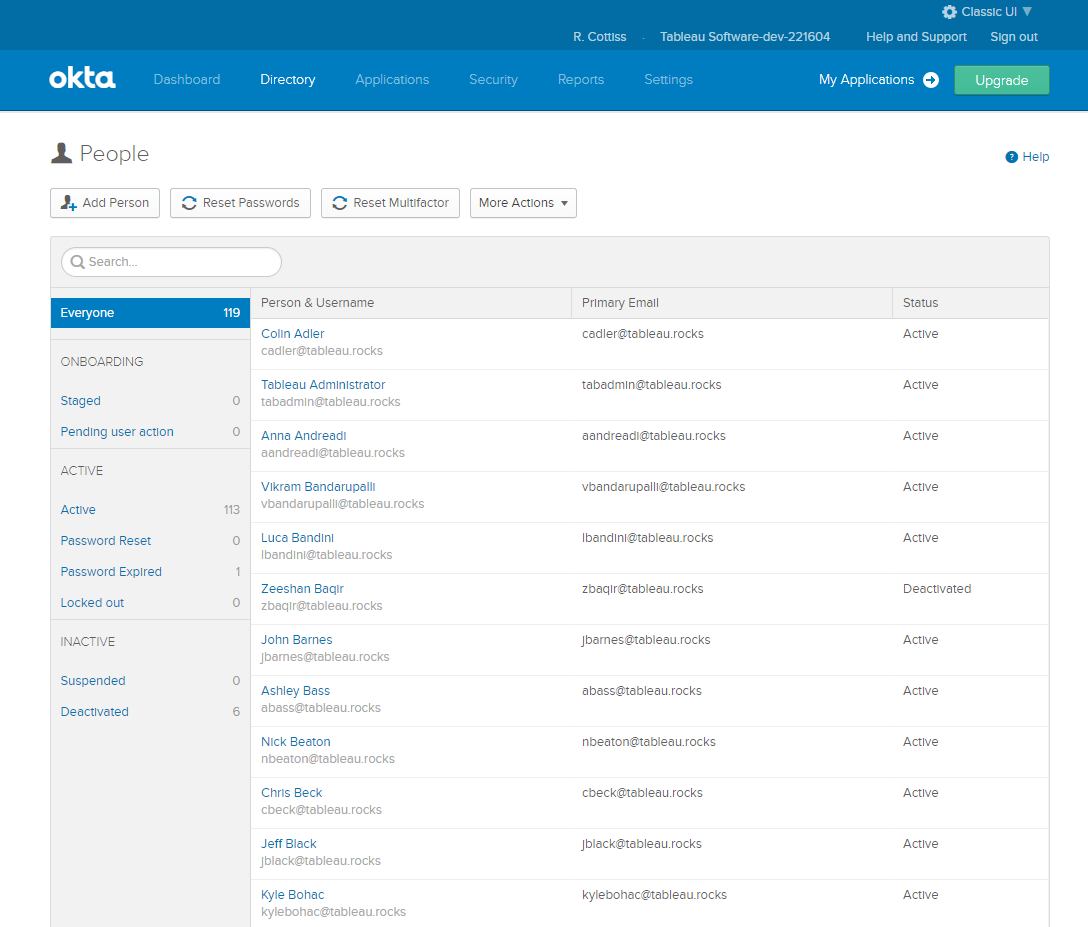 Classic UI
R. Cottiss - Tableau Software-dev-221604 Help and Support Sign out
okta Dashboard Directory Applications Security Reports Settings My Applications Upgrade
People
? Help
Add Person Reset Passwords Reset Multifactor More Actions
Search...
Everyone 119
ONBOARDING
Staged 0
Pending user action 0
ACTIVE
Active 113
Password Reset 0
Password Expired 1
Locked out 0
INACTIVE
Suspended 0
Deactivated 6
Person & Username Primary Email Status
Colin Adler cadler@tableau.rocks Active
cadler@tableau.rocks
Tableau Administrator tabadmin@tableau.rocks Active
tabadmin@tableau.rocks
Anna Andreadi aandreadi@tableau.rocks Active
aandreadi@tableau.rocks
Vikram Bandarupalli vbandarupalli@tableau.rocks Active
vbandarupalli@tableau.rocks
Luca Bandini lbandini@tableau.rocks Active
lbandini@tableau.rocks
Zeeshan Baqir zbaqir@tableau.rocks Deactivated
zbaqir@tableau.rocks
John Barnes jbarnes@tableau.rocks Active
jbarnes@tableau.rocks
Ashley Bass abass@tableau.rocks Active
abass@tableau.rocks
Nick Beaton nbeaton@tableau.rocks Active
nbeaton@tableau.rocks
Chris Beck cbeck@tableau.rocks Active
cbeck@tableau.rocks
Jeff Black jblack@tableau.rocks Active
jblack@tableau.rocks
Kyle Bohac kylebohac@tableau.rocks Active
kylebohac@tableau.rocks